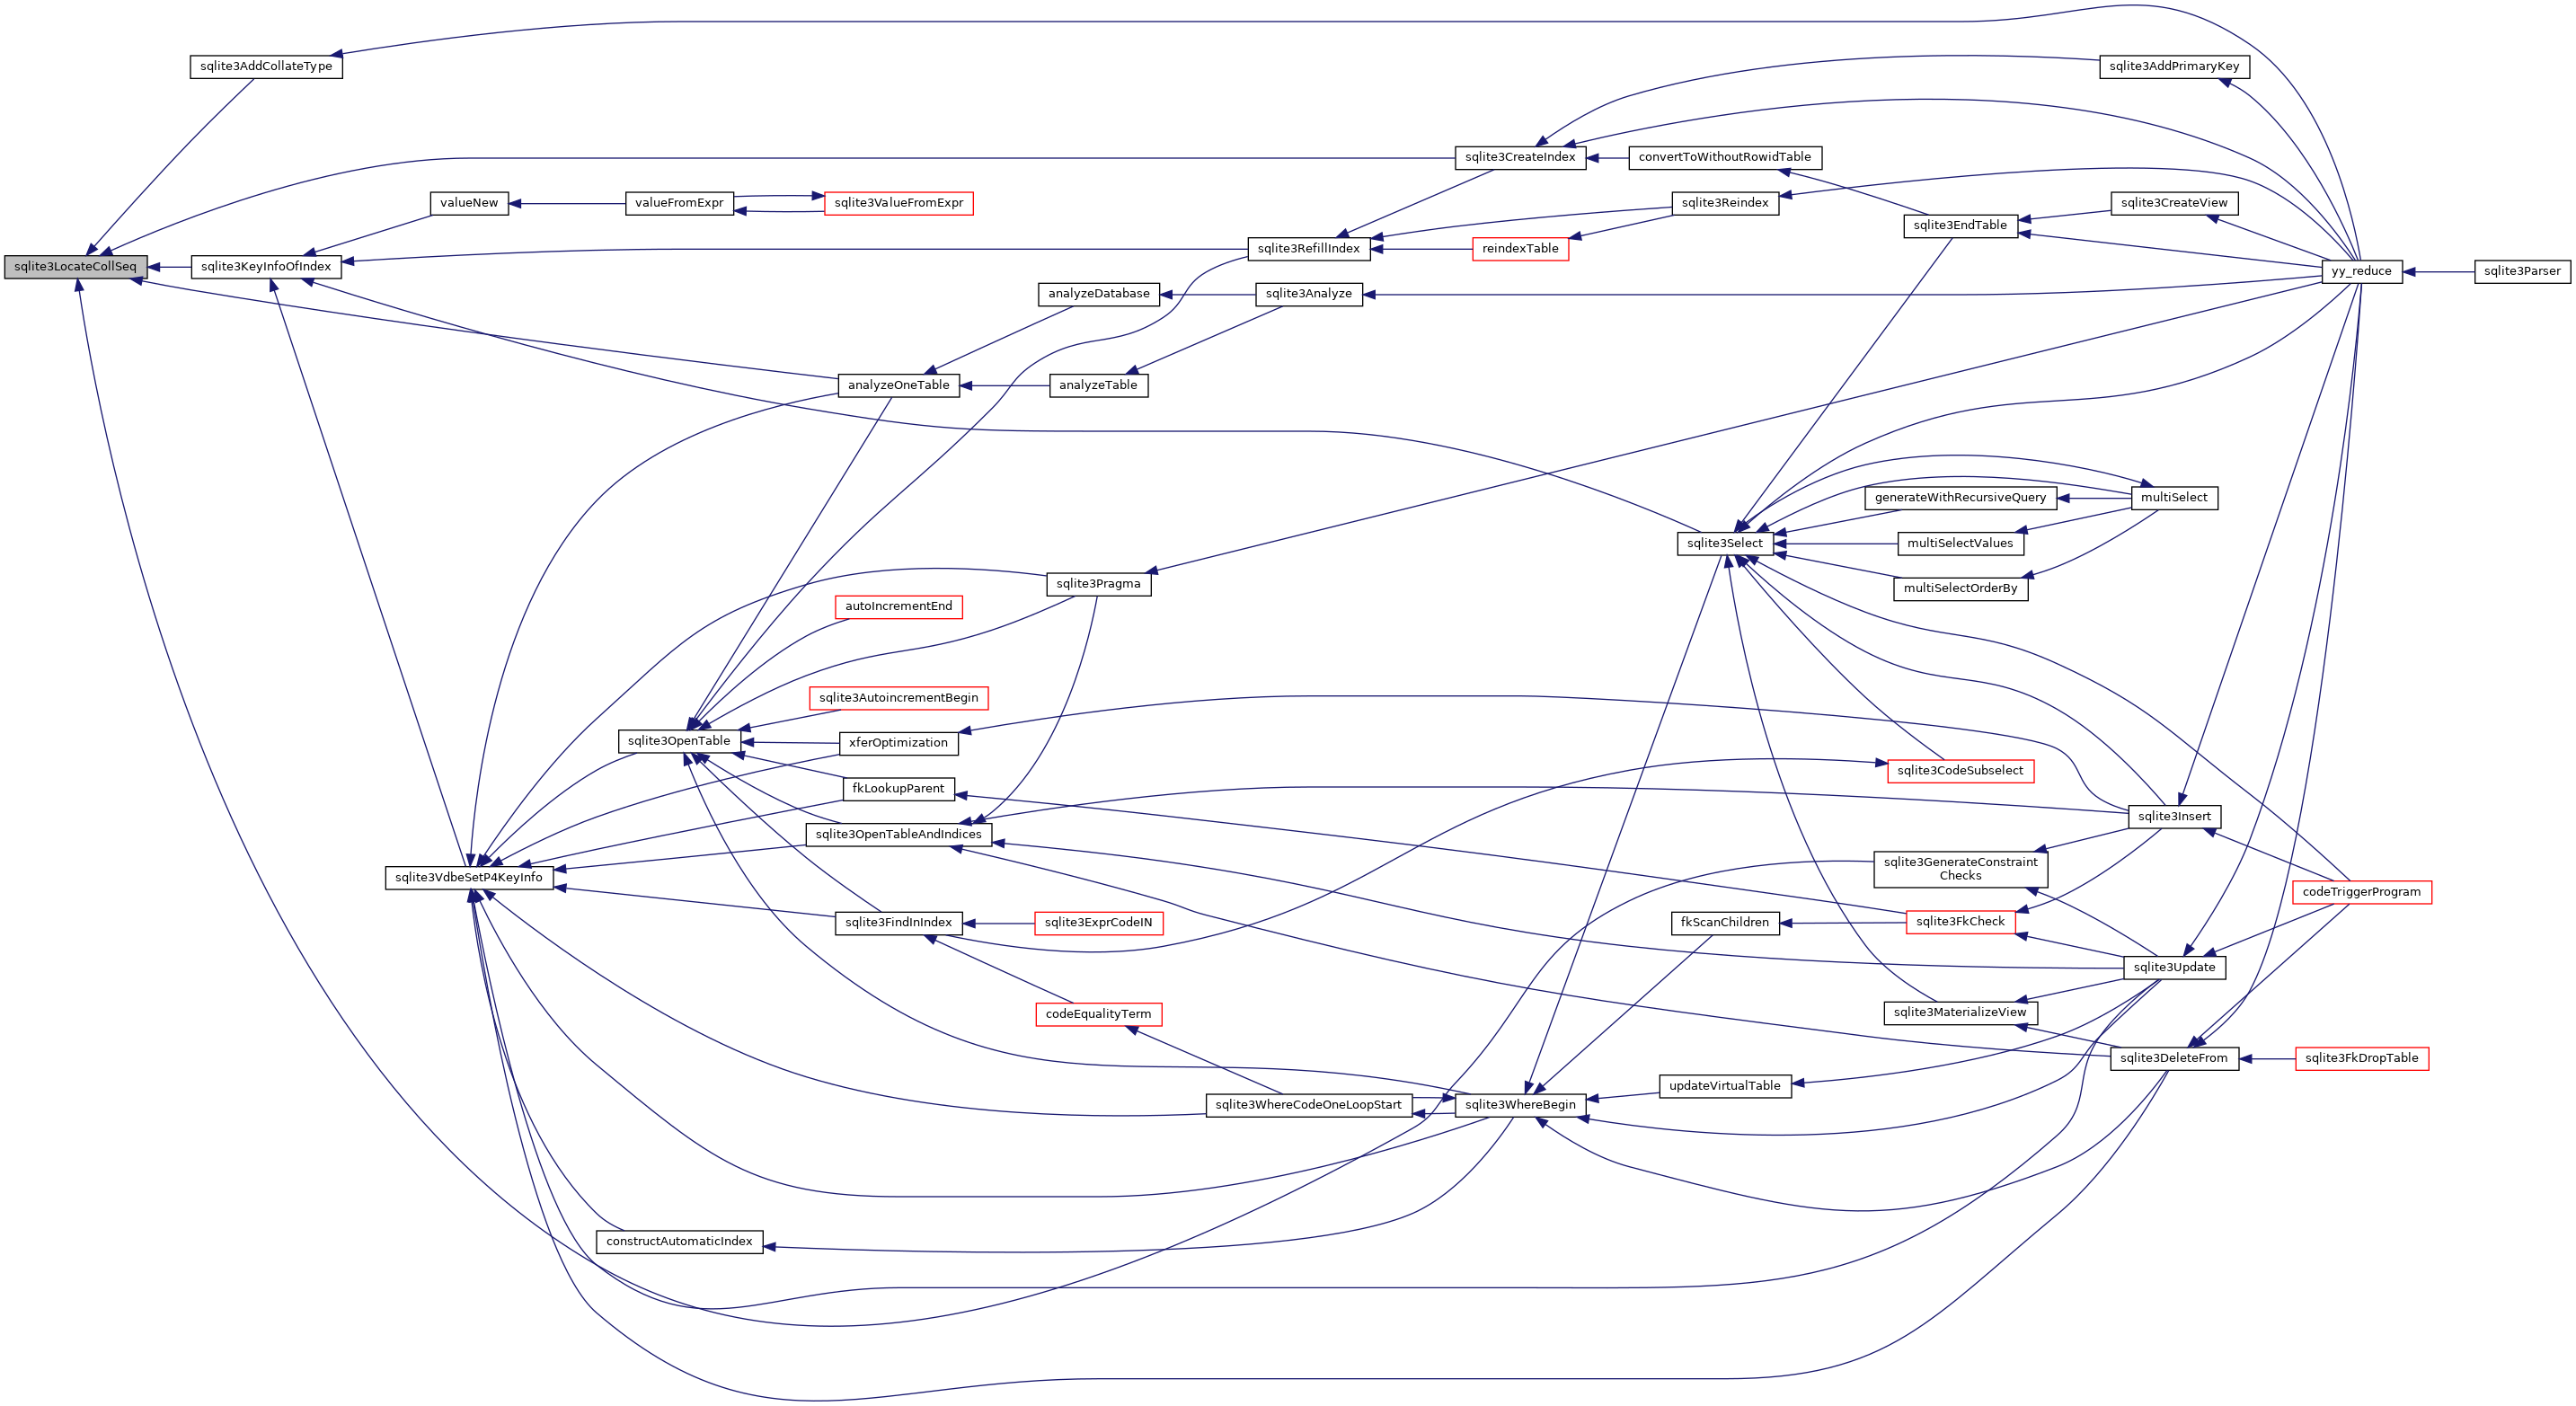 sqlite3AddCollateType
sqlite3AddPrimaryKey
sqlite3CreateIndex
convertToWithoutRowidTable
valueNew
valueFromExpr
sqlite3ValueFromExpr
sqlite3Reindex
sqlite3CreateView
sqlite3EndTable
sqlite3RefillIndex
reindexTable
sqlite3LocateCollSeq
sqlite3KeyInfoOfIndex
yy_reduce
sqlite3Parser
analyzeDatabase
sqlite3Analyze
analyzeOneTable
analyzeTable
generateWithRecursiveQuery
multiSelect
sqlite3Select
multiSelectValues
sqlite3Pragma
multiSelectOrderBy
autoIncrementEnd
sqlite3AutoincrementBegin
sqlite3OpenTable
xferOptimization
sqlite3CodeSubselect
fkLookupParent
sqlite3Insert
sqlite3OpenTableAndIndices
sqlite3GenerateConstraint
Checks
sqlite3VdbeSetP4KeyInfo
codeTriggerProgram
sqlite3FindInIndex
sqlite3ExprCodeIN
fkScanChildren
sqlite3FkCheck
sqlite3Update
codeEqualityTerm
sqlite3MaterializeView
sqlite3DeleteFrom
sqlite3FkDropTable
updateVirtualTable
sqlite3WhereCodeOneLoopStart
sqlite3WhereBegin
constructAutomaticIndex